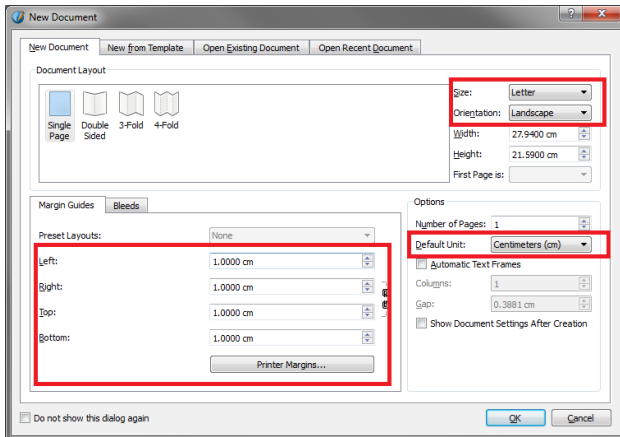 New Document
New Document New from Template Open Existing Document Open Recent Document
Document Layout
Single Page
Double Sided
3-Fold
4-Fold
Size: Letter
Orientation: Landscape
Width: 27.9400 cm
Height: 21.5900 cm
First Page is:
Margin Guides Bleeds
Preset Layouts: None
Left: 1.0000 cm
Right: 1.0000 cm
Top: 1.0000 cm
Bottom: 1.0000 cm
Printer Margins...
Options
Number of Pages: 1
Default Unit: Centimeters (cm)
Automatic Text Frames
Columns: 1
Gap: 0.3881 cm
Show Document Settings After Creation
Do not show this dialog again
OK Cancel